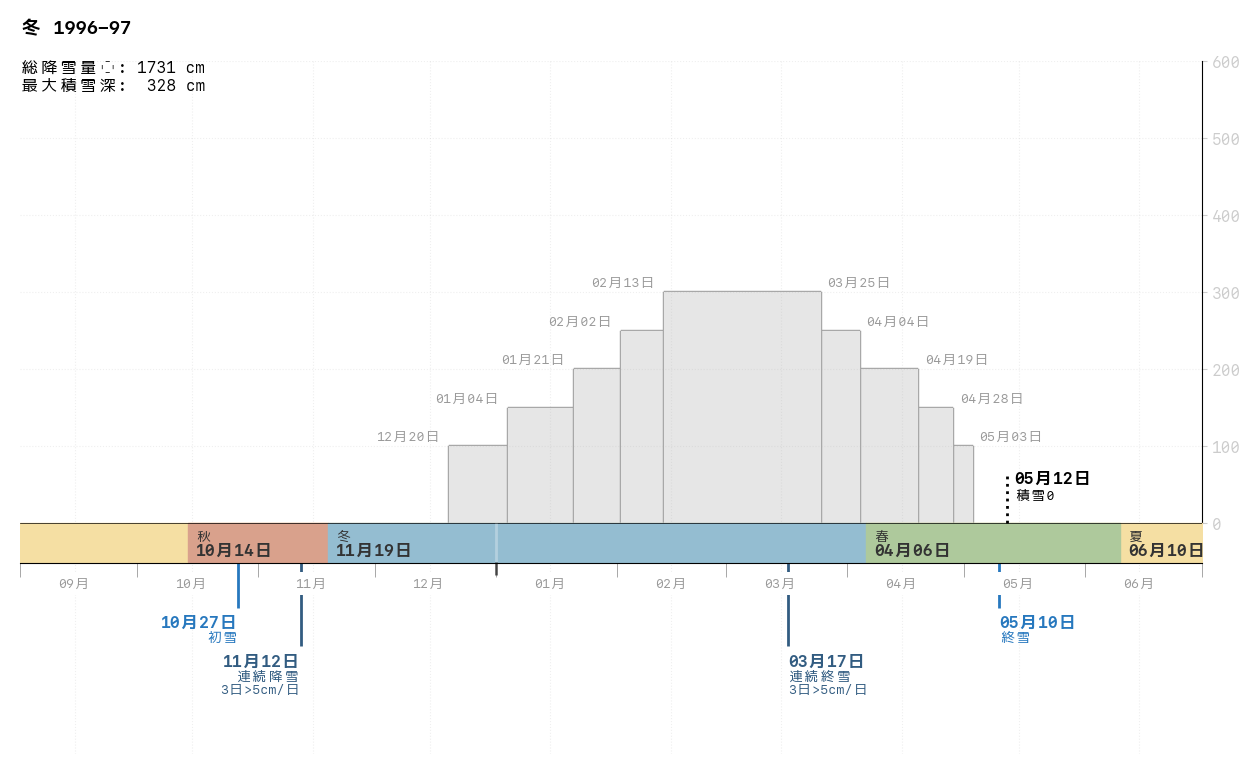 冬 1996–97
総降雪量: 1731 cm
最大積雪深: 328 cm
600
500
400
300
200
100
0
02月13日
03月25日
02月02日
04月04日
01月21日
04月19日
01月04日
04月28日
12月20日
05月03日
05月12日
積雪0
秋
10月14日
冬
11月19日
春
04月06日
夏
06月10日
09月
10月
11月
12月
01月
02月
03月
04月
05月
06月
10月27日
初雪
11月12日
連続降雪
3日>5cm/日
03月17日
連続終雪
3日>5cm/日
05月10日
終雪